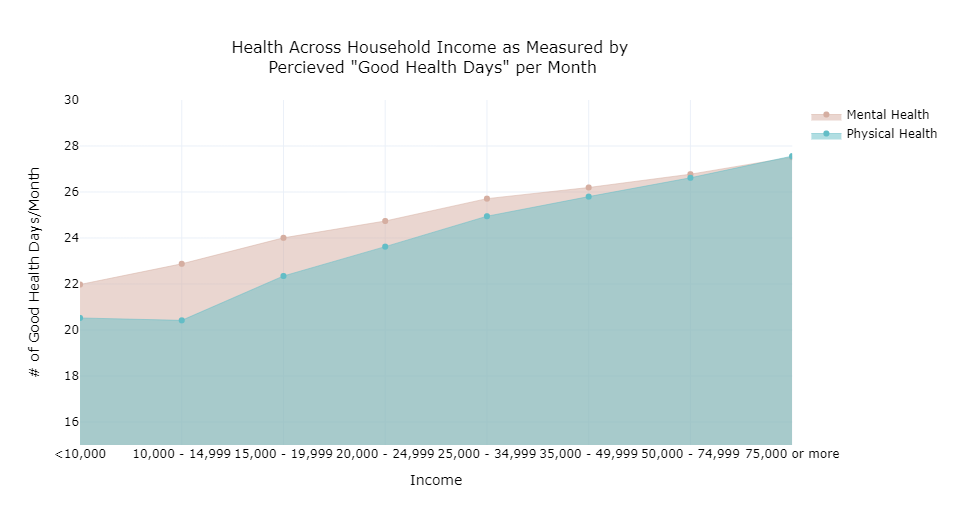 Health Across Household Income as Measured by
Percieved "Good Health Days" per Month
Mental Health
Physical Health
# of Good Health Days/Month
30
28
26
24
22
20
18
16
<10,000
10,000 - 14,999
15,000 - 19,999
20,000 - 24,999
25,000 - 34,999
35,000 - 49,999
50,000 - 74,999
75,000 or more
Income